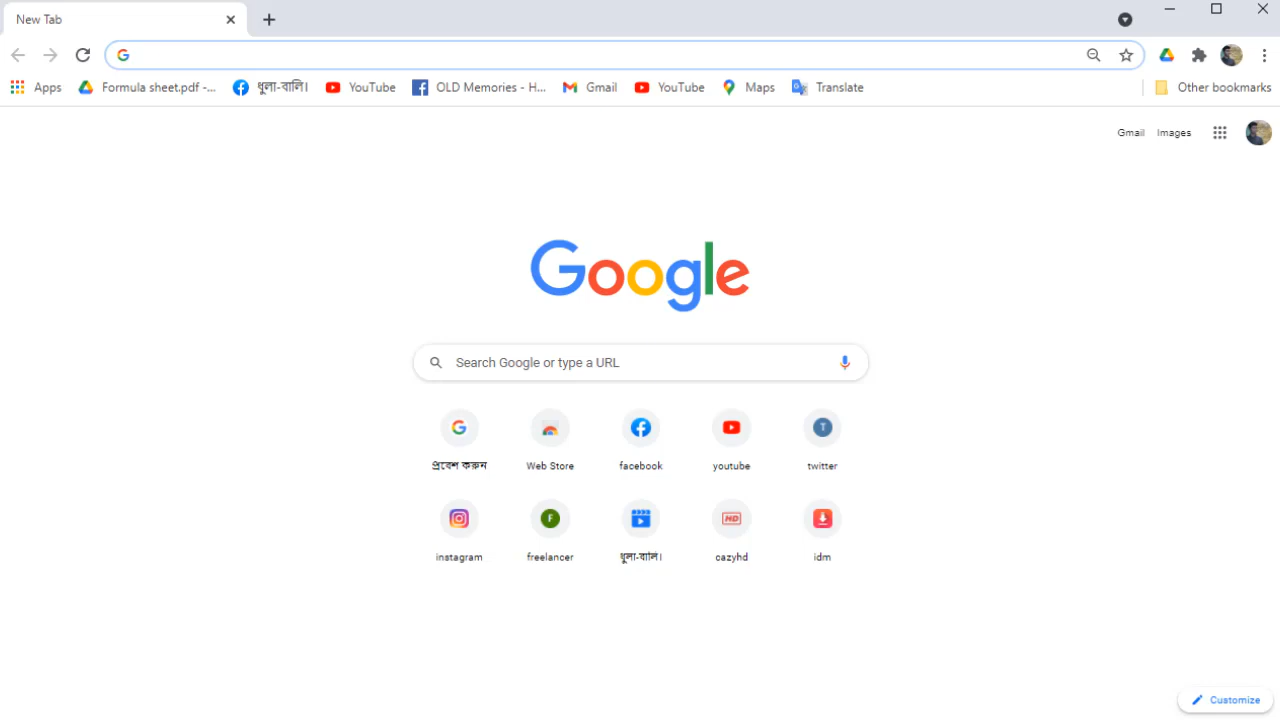 New Tab
Apps Formula sheet.pdf -... ধুলা-বালি। YouTube OLD Memories - H... Gmail YouTube Maps Translate Other bookmarks
Gmail Images
Google
Search Google or type a URL
প্রবেশ করুন Web Store facebook youtube twitter
instagram freelancer ধুলা-বালি। cazyhd idm
Customize